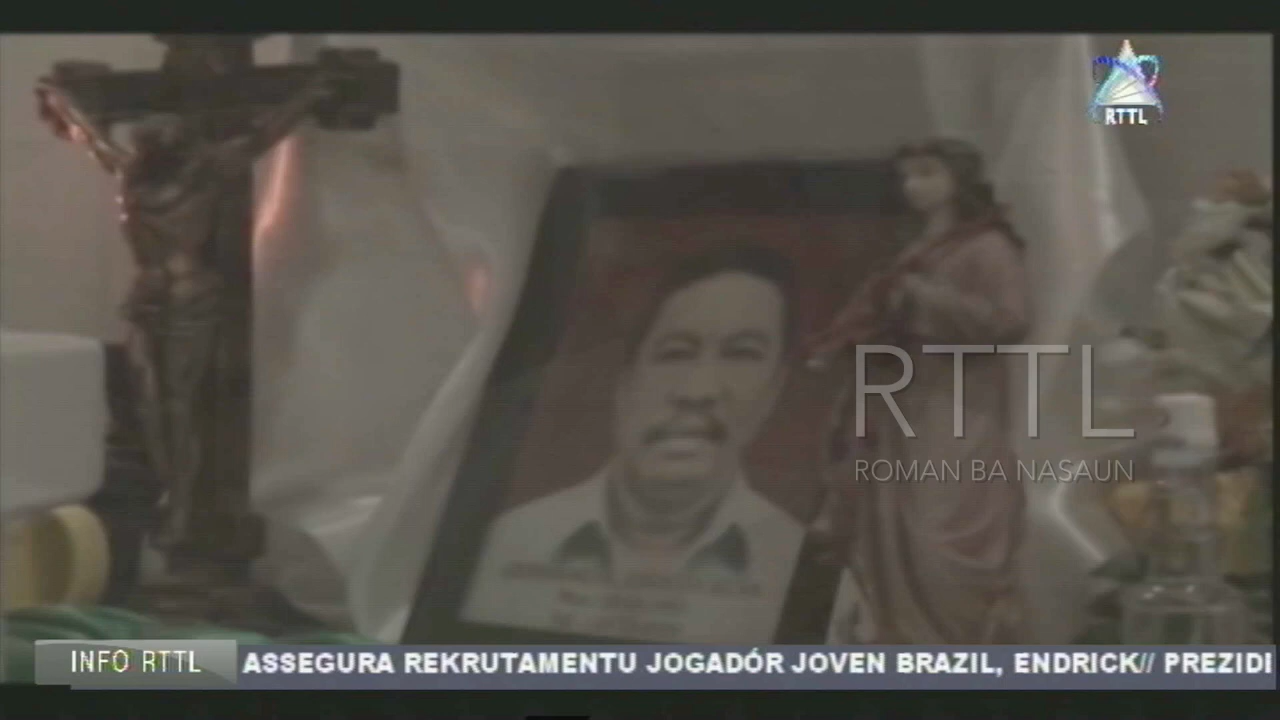 RTTL
RTTL
ROMAN BA NASAUN
INFO RTTL
ASSEGURA REKRUTAMENTU JOGADÓR JOVEN BRAZIL, ENDRICK// PREZIDI